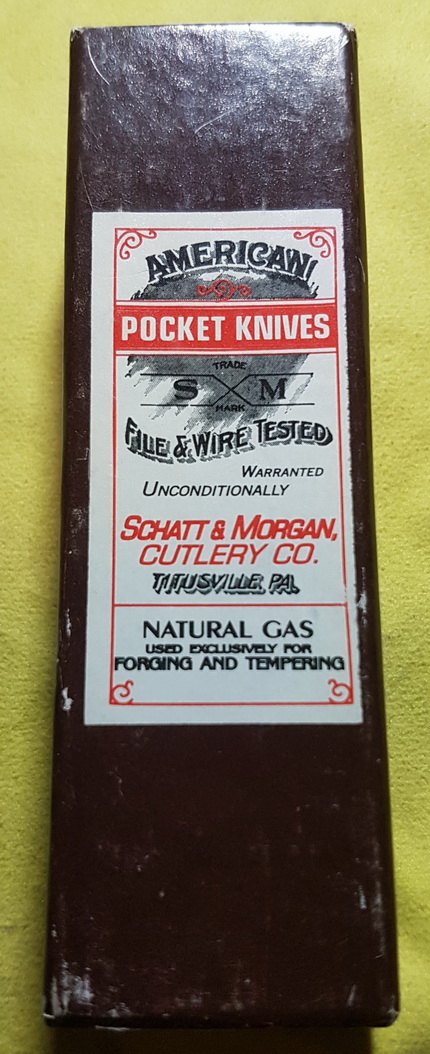 AMERICAN
POCKET KNIVES
TRADE
S M
MARK
FILE & WIRE TESTED
WARRANTED
UNCONDITIONALLY
SCHATT & MORGAN,
CUTLERY CO.
TITUSVILLE, PA.
NATURAL GAS
USED EXCLUSIVELY FOR
FORGING AND TEMPERING